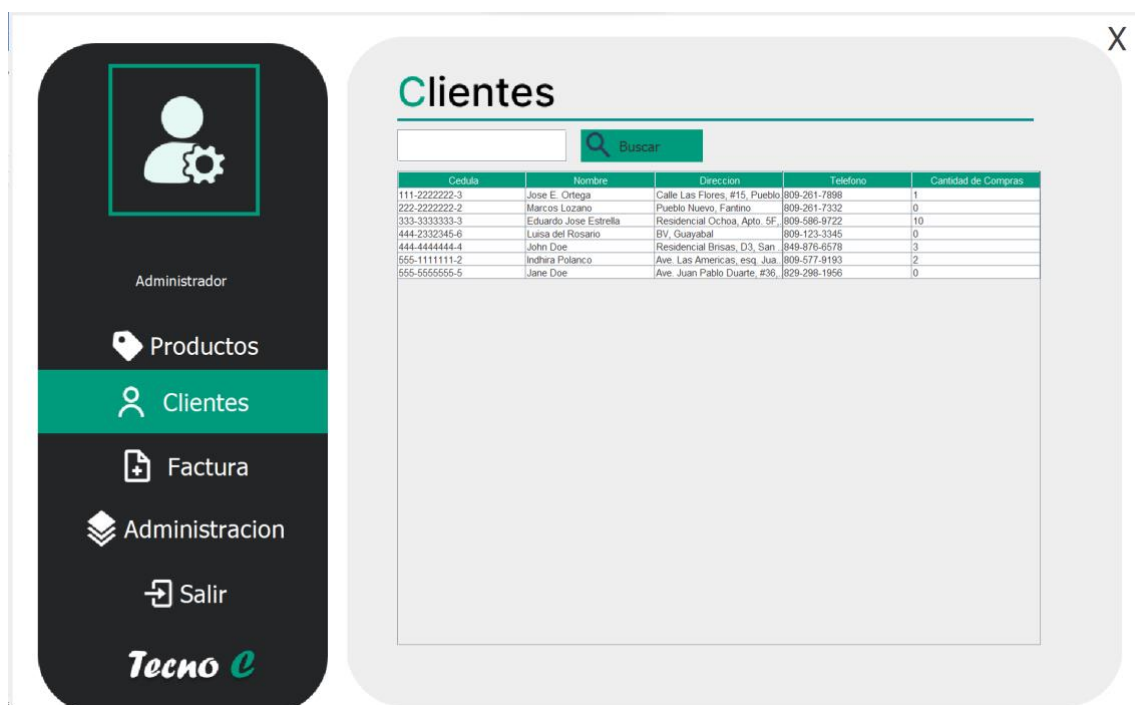 X
Administrador
Productos
Clientes
Factura
Administracion
Salir
Tecno C
Clientes
Buscar
Cedula Nombre Direccion Telefono Cantidad de Compras
111-2222222-3 Jose E. Ortega Calle Las Flores, #15, Pueblo 809-261-7898 1
222-2222222-2 Marcos Lozano Pueblo Nuevo, Fantino 809-261-7332 0
333-3333333-3 Eduardo Jose Estrella Residencial Ochoa, Apto. 5F,.. 809-586-9722 10
444-2332345-6 Luisa del Rosario BV, Guayabal 809-123-3345 0
444-4444444-4 John Doe Residencial Brisas, D3, San ... 849-876-6578 3
555-1111111-2 Indhira Polanco Ave. Las Americas, esq. Jua... 809-577-9193 2
555-5555555-5 Jane Doe Ave. Juan Pablo Duarte, #36,.. 829-298-1956 0